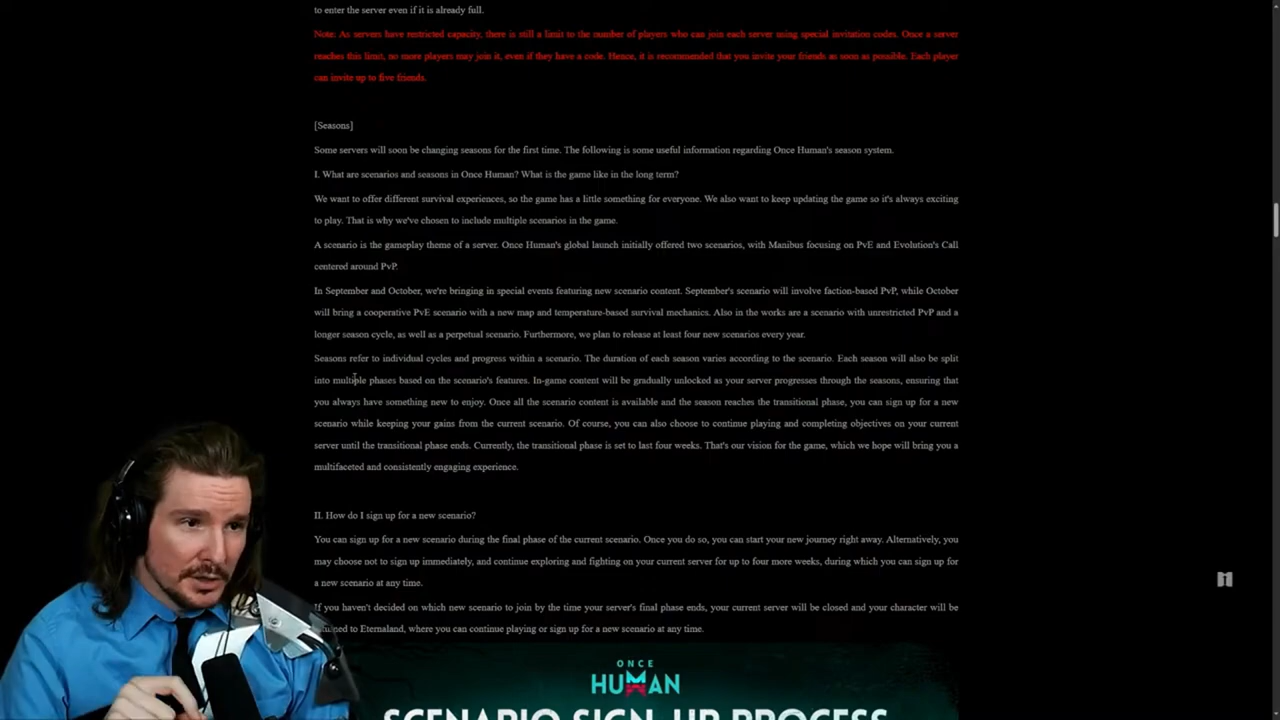 to enter the server even if it is already full.
Note: As servers have restricted capacity, there is still a limit to the number of players who can join each server using special invitation codes. Once a server
reaches this limit, no more players may join it, even if they have a code. Hence, it is recommended that you invite your friends as soon as possible. Each player
can invite up to five friends.
[Seasons]
Some servers will soon be changing seasons for the first time. The following is some useful information regarding Once Human's season system.
I. What are scenarios and seasons in Once Human? What is the game like in the long term?
We want to offer different survival experiences, so the game has a little something for everyone. We also want to keep updating the game so it's always exciting
to play. That is why we've chosen to include multiple scenarios in the game.
A scenario is the gameplay theme of a server. Once Human's global launch initially offered two scenarios, with Manibus focusing on PvE and Evolution's Call
centered around PvP.
In September and October, we're bringing in special events featuring new scenario content. September's scenario will involve faction-based PvP, while October
will bring a cooperative PvE scenario with a new map and temperature-based survival mechanics. Also in the works are a scenario with unrestricted PvP and a
longer season cycle, as well as a perpetual scenario. Furthermore, we plan to release at least four new scenarios every year.
Seasons refer to individual cycles and progress within a scenario. The duration of each season varies according to the scenario. Each season will also be split
into multiple phases based on the scenario's features. In-game content will be gradually unlocked as your server progresses through the seasons, ensuring that
you always have something new to enjoy. Once all the scenario content is available and the season reaches the transitional phase, you can sign up for a new
scenario while keeping your gains from the current scenario. Of course, you can also choose to continue playing and completing objectives on your current
server until the transitional phase ends. Currently, the transitional phase is set to last four weeks. That's our vision for the game, which we hope will bring you a
multifaceted and consistently engaging experience.
II. How do I sign up for a new scenario?
You can sign up for a new scenario during the final phase of the current scenario. Once you do so, you can start your new journey right away. Alternatively, you
may choose not to sign up immediately, and continue exploring and fighting on your current server for up to four more weeks, during which you can sign up for
a new scenario at any time.
If you haven't decided on which new scenario to join by the time your server's final phase ends, your current server will be closed and your character will be
to Eternaland, where you can continue playing or sign up for a new scenario at any time.
ONCE
HUMAN
SCENARIO SIGN-UP PROCESS